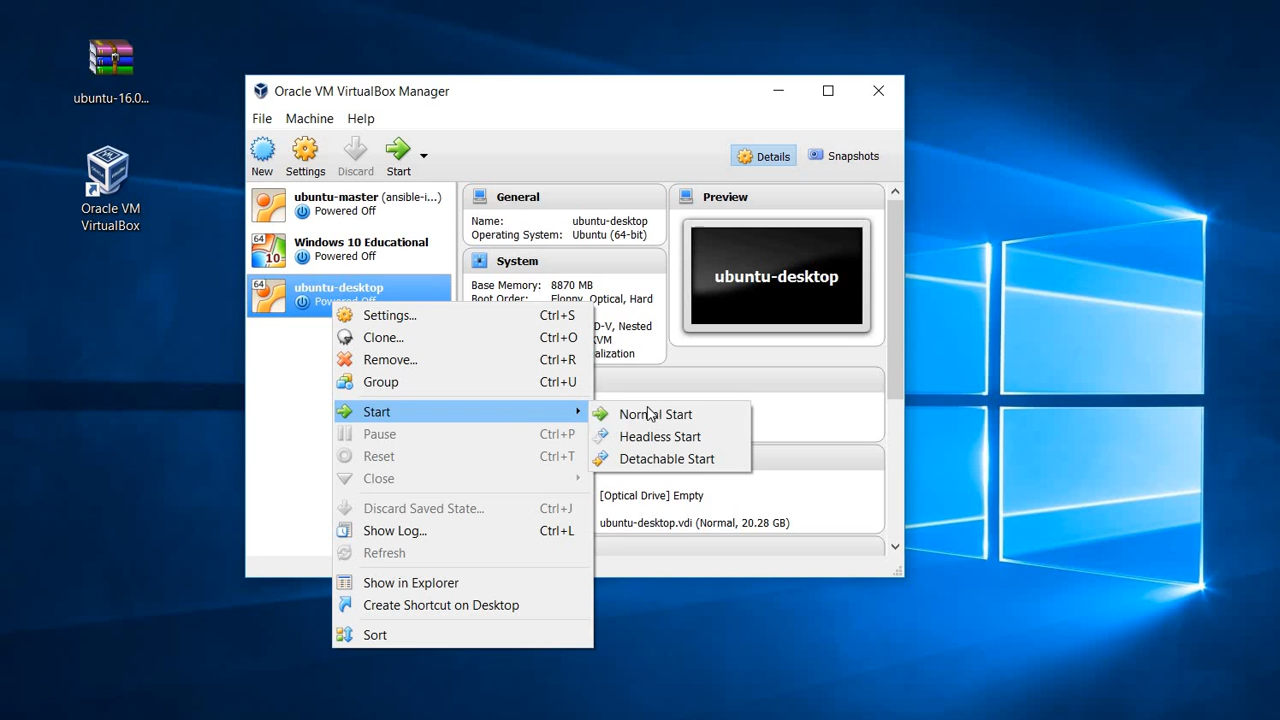 ubuntu-16.0...
Oracle VM
VirtualBox
Oracle VM VirtualBox Manager
File Machine Help
New Settings Discard Start
Details Snapshots
ubuntu-master (ansible-i...)
Powered Off
64
10
Windows 10 Educational
Powered Off
64
ubuntu-desktop
Powered Off
General
Name: ubuntu-desktop
Operating System: Ubuntu (64-bit)
System
Base Memory: 8870 MB
Boot Order: Floppy, Optical, Hard
D-V, Nested
KVM
alization
Preview
ubuntu-desktop
[Optical Drive] Empty
ubuntu-desktop.vdi (Normal, 20.28 GB)
Settings... Ctrl+S
Clone... Ctrl+O
Remove... Ctrl+R
Group Ctrl+U
Start
Pause Ctrl+P
Reset Ctrl+T
Close
Discard Saved State... Ctrl+J
Show Log... Ctrl+L
Refresh
Show in Explorer
Create Shortcut on Desktop
Sort
Normal Start
Headless Start
Detachable Start